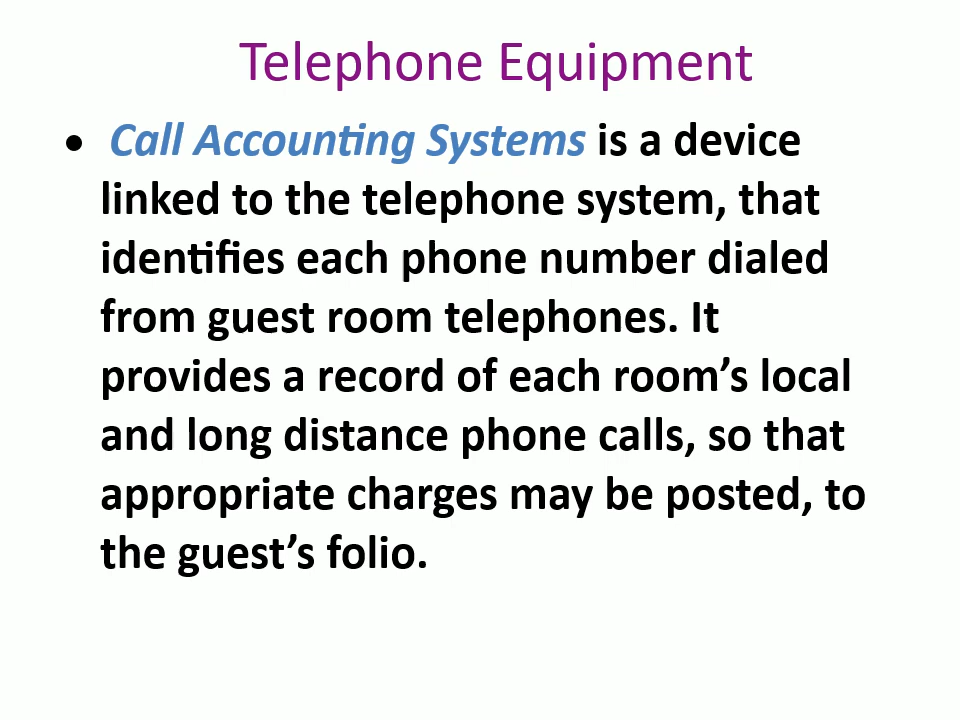 Telephone Equipment
• Call Accounting Systems is a device
linked to the telephone system, that
identifies each phone number dialed
from guest room telephones. It
provides a record of each room’s local
and long distance phone calls, so that
appropriate charges may be posted, to
the guest’s folio.